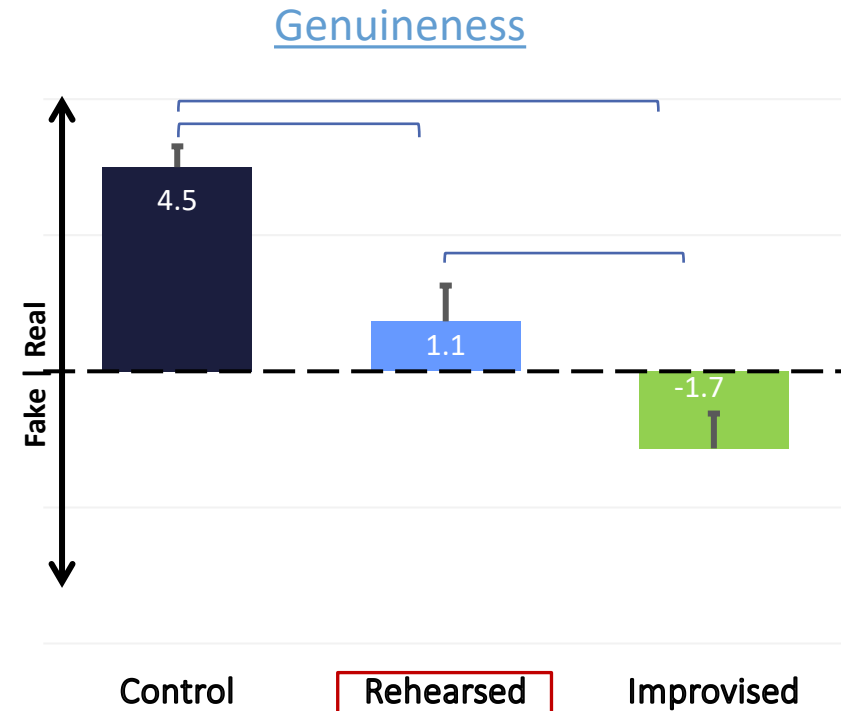 Genuineness
4.5
1.1
-1.7
Fake | Real
Control
Rehearsed
Improvised